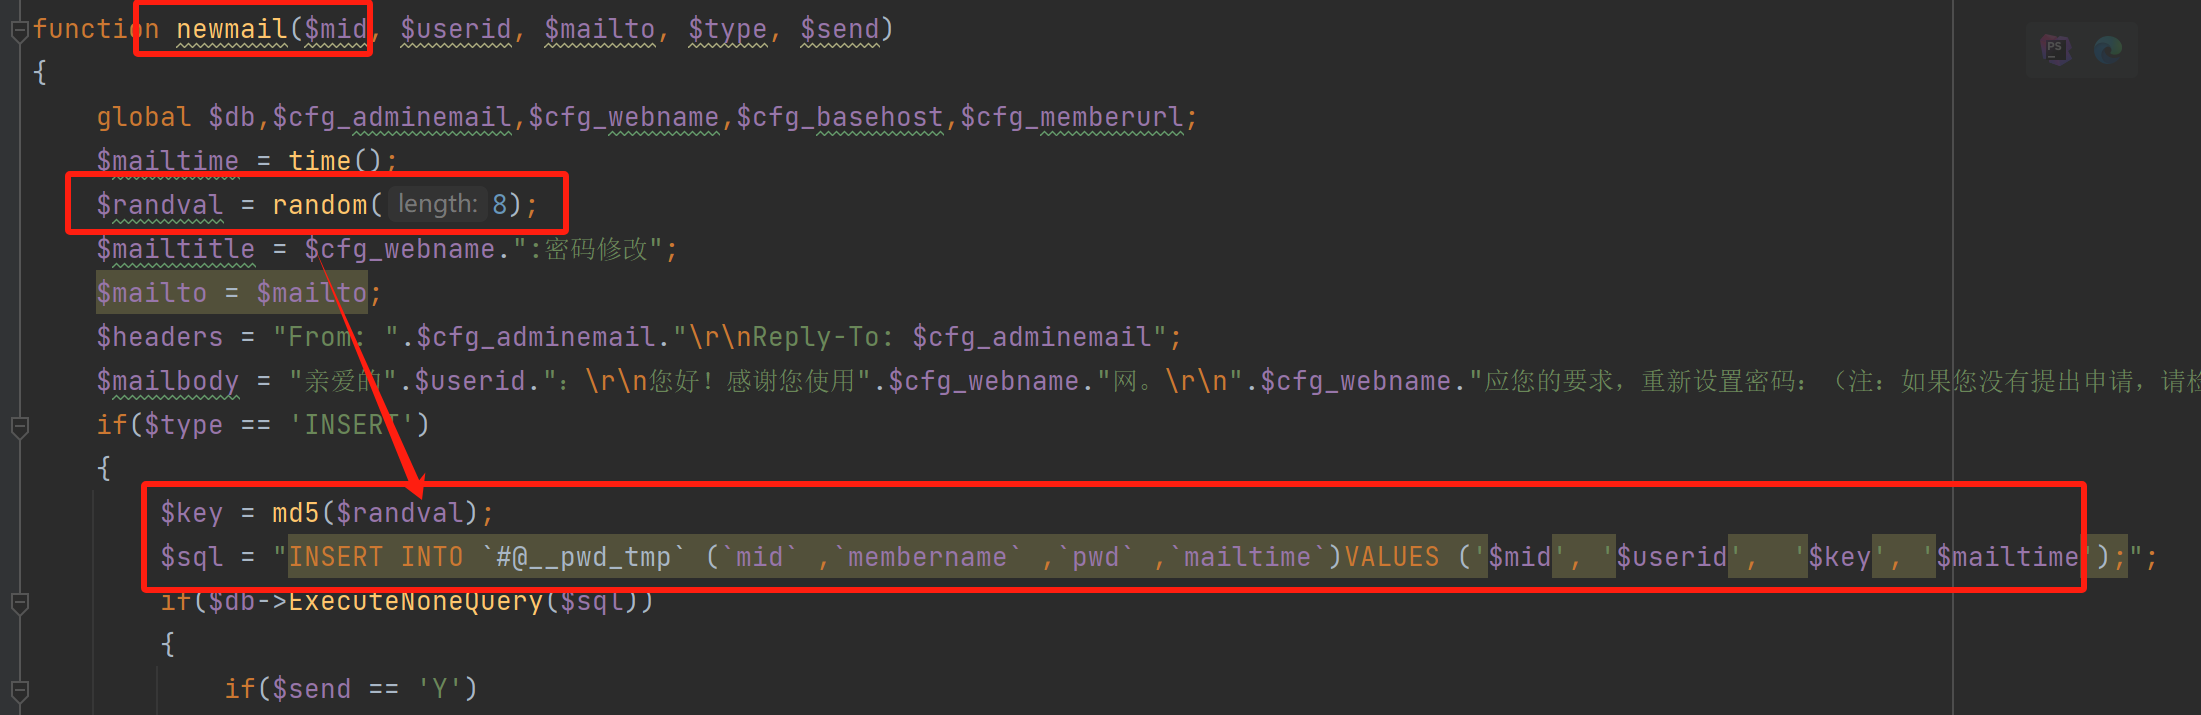 function newmail($mid, $userid, $mailto, $type, $send)
PS
{
global $db,$cfg_adminemail,$cfg_webname,$cfg_basehost,$cfg_memberurl;
$mailtime = time();
$randval = random( length: 8);
$mailtitle = $cfg_webname.":密码修改";
$mailto = $mailto;
$headers = "From: ".$cfg_adminemail."\r\nReply-To: $cfg_adminemail";
$mailbody = "亲爱的".$userid.": \r\n您好！感谢您使用".$cfg_webname."网。\r\n".$cfg_webname."应您的要求，重新设置密码：（注：如果您没有提出申请，请检
if($type == 'INSERT')
{
$key = md5($randval);
$sql = "INSERT INTO `#@__pwd_tmp` (`mid` ,`membername` ,`pwd` ,`mailtime`)VALUES ('$mid', '$userid',  '$key', '$mailtime');";
if($db->ExecuteNoneQuery($sql))
{
if($send == 'Y')